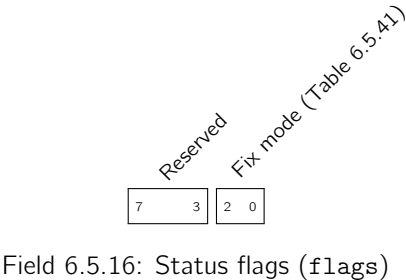 Reserved
Fix mode (Table 6.5.41)
7 3 2 0
Field 6.5.16: Status flags (flags)